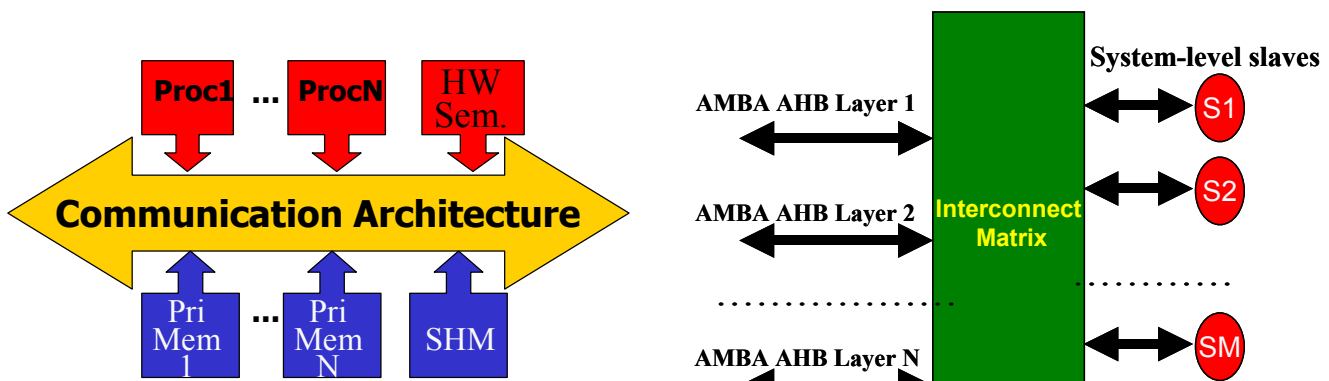 Proc1 ... ProcN
HW
Sem.
Communication Architecture
Pri
Mem
1
...
Pri
Mem
N
SHM
System-level slaves
AMBA AHB Layer 1
S1
AMBA AHB Layer 2
S2
Interconnect
Matrix
AMBA AHB Layer N
SM